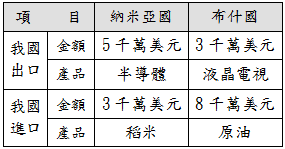 項 目 納米亞國 布什國
我國出口 金額 5千萬美元 3千萬美元
產品 半導體 液晶電視
我國進口 金額 3千萬美元 8千萬美元
產品 稻米 原油